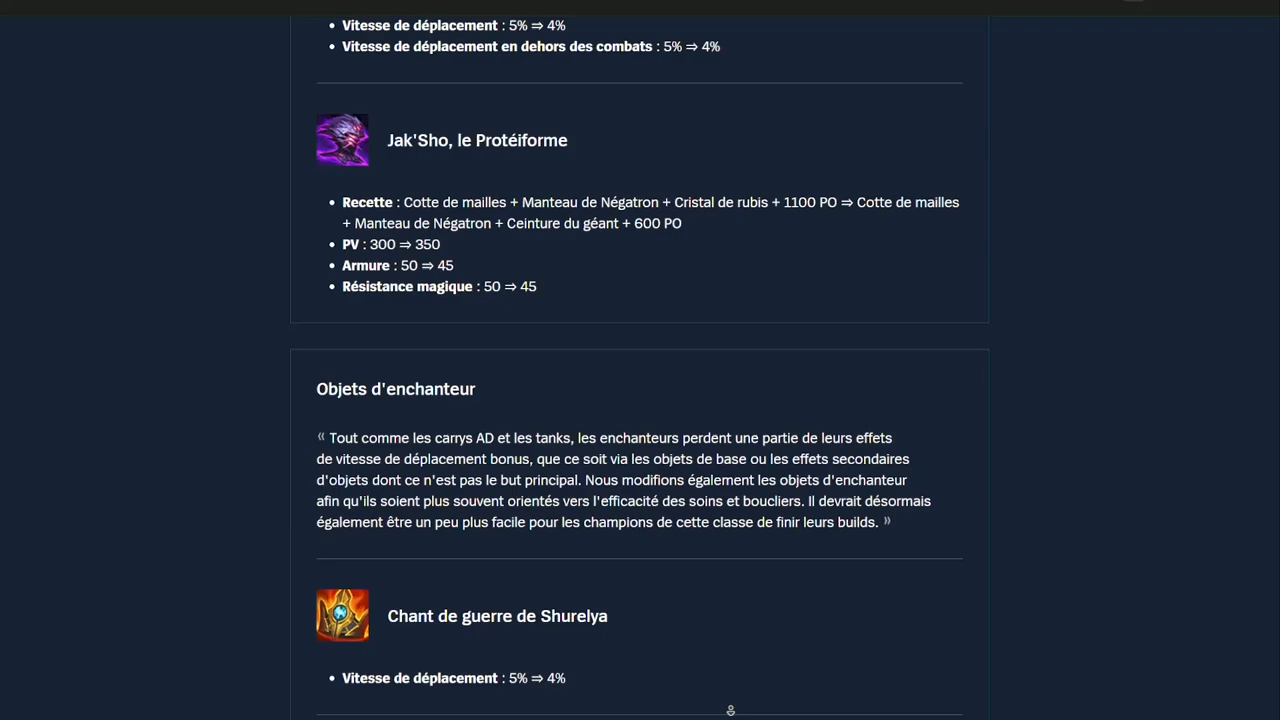 Vitesse de déplacement : 5% ⇒ 4%
Vitesse de déplacement en dehors des combats : 5% ⇒ 4%
Jak'Sho, le Protéiforme
Recette : Cotte de mailles + Manteau de Négatron + Cristal de rubis + 1100 PO ⇒ Cotte de mailles
+ Manteau de Négatron + Ceinture du géant + 600 PO
PV : 300 ⇒ 350
Armure : 50 ⇒ 45
Résistance magique : 50 ⇒ 45
Objets d'enchanteur
« Tout comme les carrys AD et les tanks, les enchanteurs perdent une partie de leurs effets
de vitesse de déplacement bonus, que ce soit via les objets de base ou les effets secondaires
d'objets dont ce n'est pas le but principal. Nous modifions également les objets d'enchanteur
afin qu'ils soient plus souvent orientés vers l'efficacité des soins et boucliers. Il devrait désormais
également être un peu plus facile pour les champions de cette classe de finir leurs builds. »
Chant de guerre de Shurelya
Vitesse de déplacement : 5% ⇒ 4%